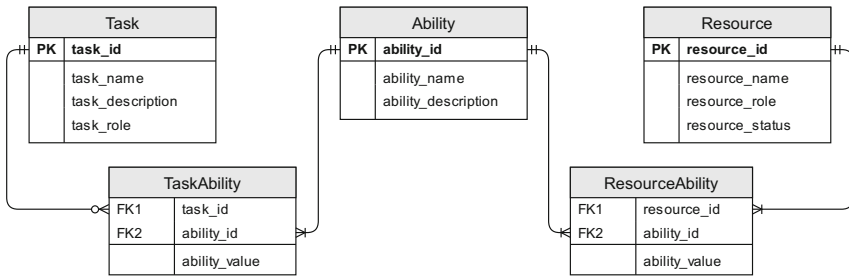 Task
PK task_id
task_name
task_description
task_role
Ability
PK ability_id
ability_name
ability_description
Resource
PK resource_id
resource_name
resource_role
resource_status
TaskAbility
FK1 task_id
FK2 ability_id
ability_value
ResourceAbility
FK1 resource_id
FK2 ability_id
ability_value